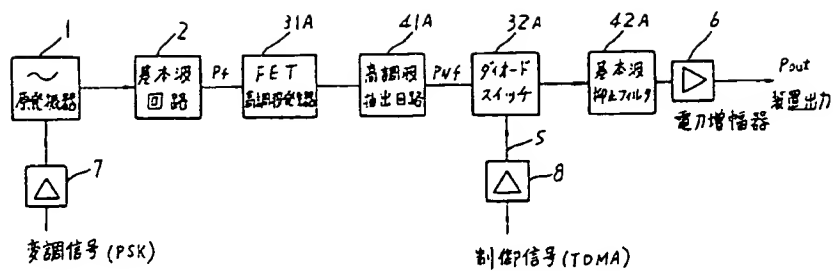 1
2
31A
41A
32A
42A
6
～
原発振器
基本波
回路
Pf
FET
高調波発生器
高調波
抽出回路
PNf
ダイオード
スイッチ
基本波
抑止フィルタ
Pout
装置出力
電力増幅器
7
5
8
変調信号(PSK)
制御信号(TDMA)